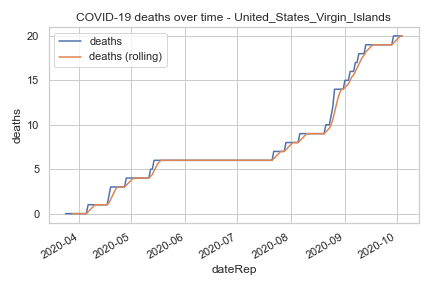 COVID-19 deaths over time - United_States_Virgin_Islands
deaths
deaths (rolling)
deaths
20
15
10
5
0
2020-04
2020-05
2020-06
2020-07
2020-08
2020-09
2020-10
dateRep